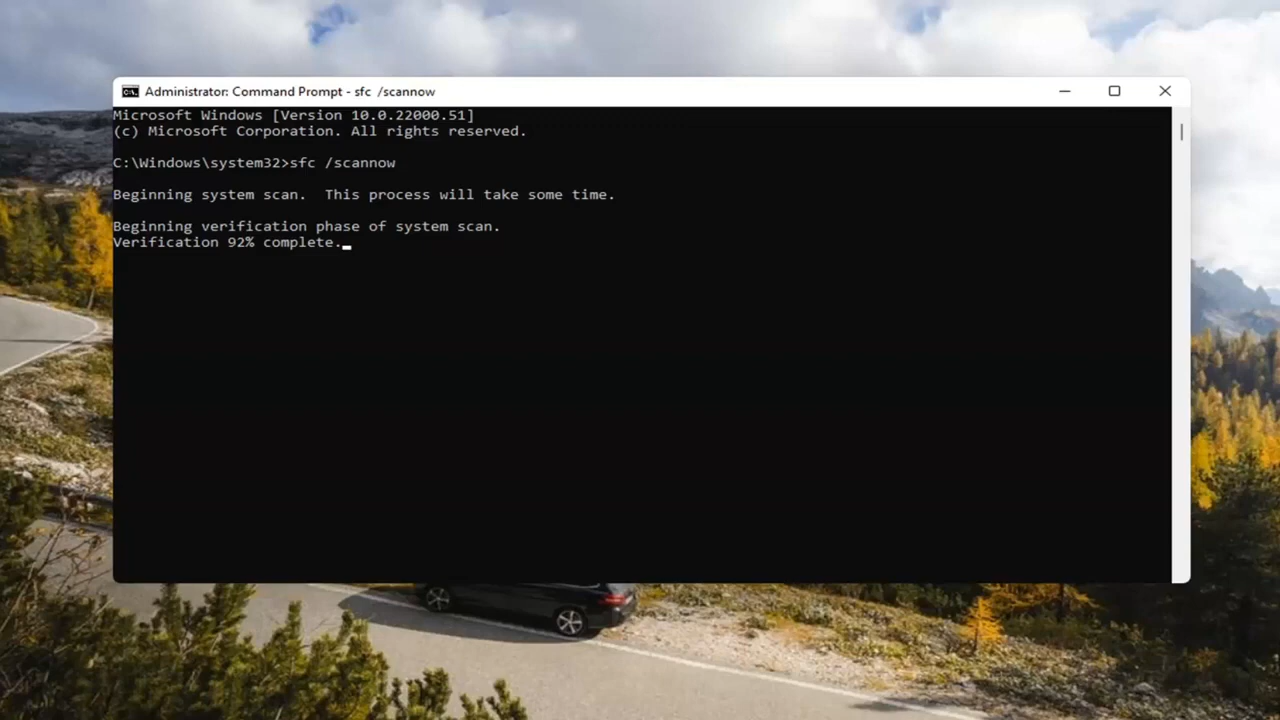 Administrator: Command Prompt - sfc  /scannow
Microsoft Windows [Version 10.0.22000.51]
(c) Microsoft Corporation. All rights reserved.
C:\Windows\system32>sfc /scannow
Beginning system scan.  This process will take some time.
Beginning verification phase of system scan.
Verification 92% complete.